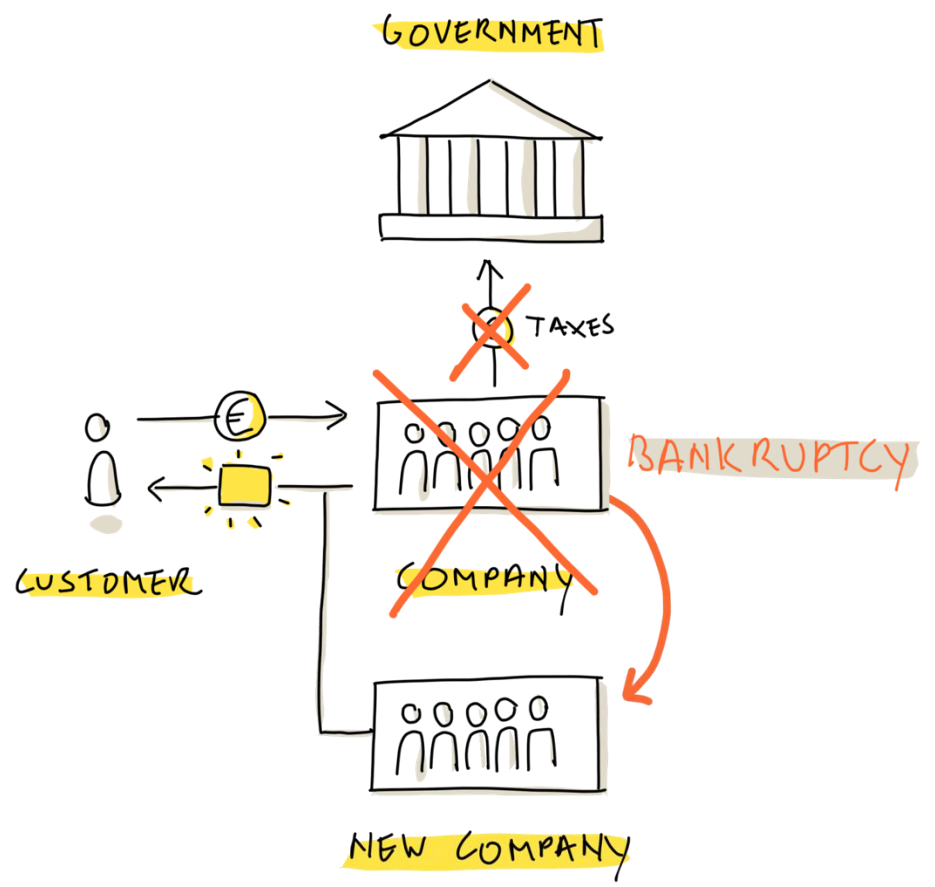 GOVERNMENT
TAXES
€
BANKRUPTCY
CUSTOMER
COMPANY
NEW COMPANY